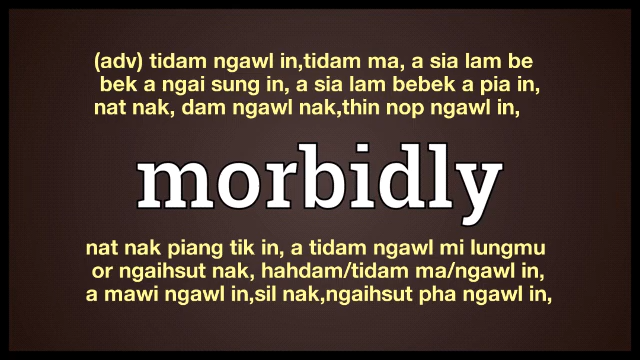 (adv) tidam ngawl in,tidam ma, a sia lam be
bek a ngai sung in, a sia lam bebek a pia in,
nat nak, dam ngawl nak,thin nop ngawl in,
morbidly
nat nak piang tik in, a tidam ngawl mi lungmu
or ngaihsut nak, hahdam/tidam ma/ngawl in,
a mawi ngawl in,sil nak,ngaihsut pha ngawl in,